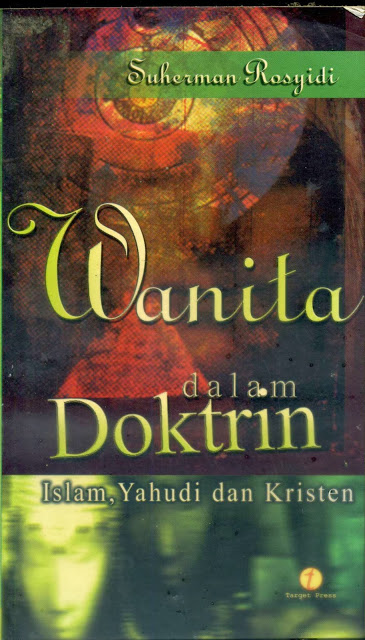 Suherman Rosyidi
Wanita
dalam
Doktrin
Islam, Yahudi dan Kristen
Target Press